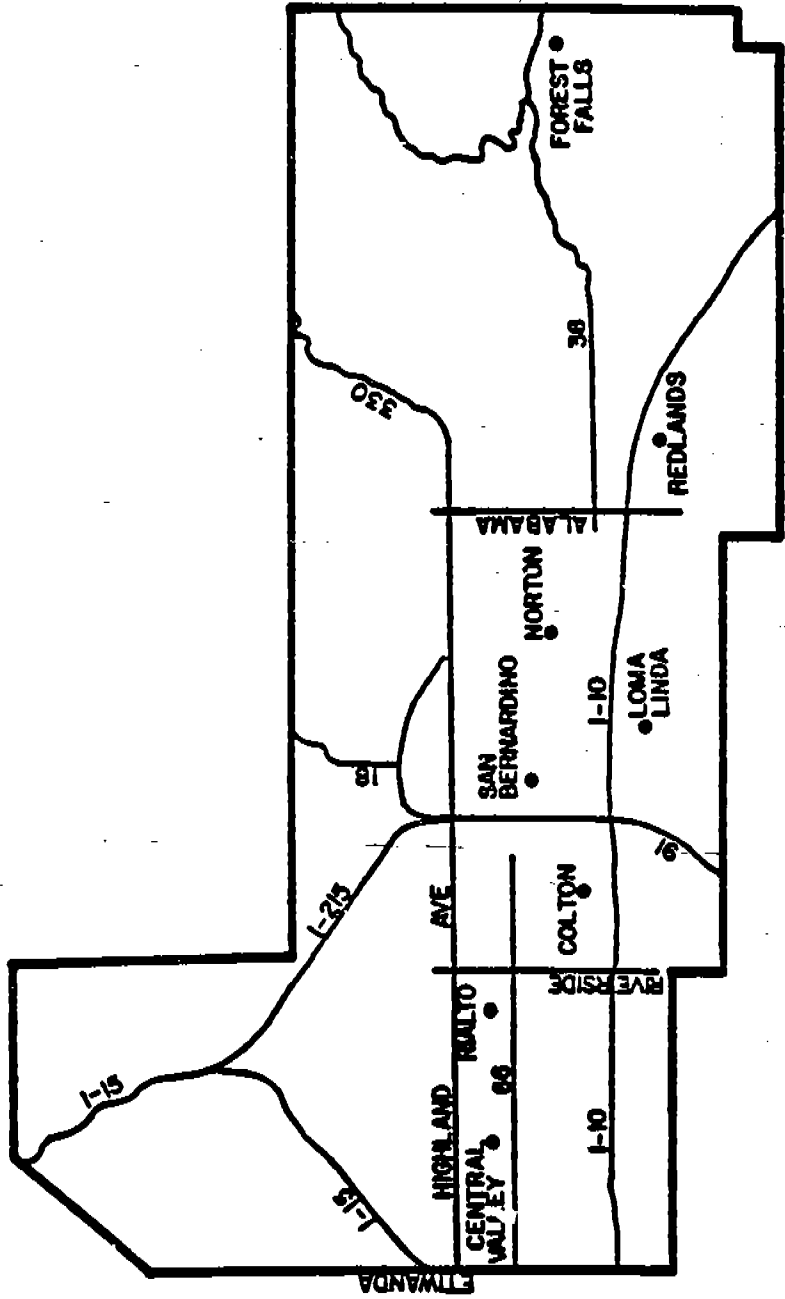 I-15
I-215
I-15
18
330
38
FOREST
FALLS
ETIWANDA
HIGHLAND
AVE
CENTRAL
VALLEY
RIALTO
66
RIVERSIDE
COLTON
SAN
BERNARDINO
NORTON
ALABAMA
I-10
I-10
LOMA
LINDA
REDLANDS
91